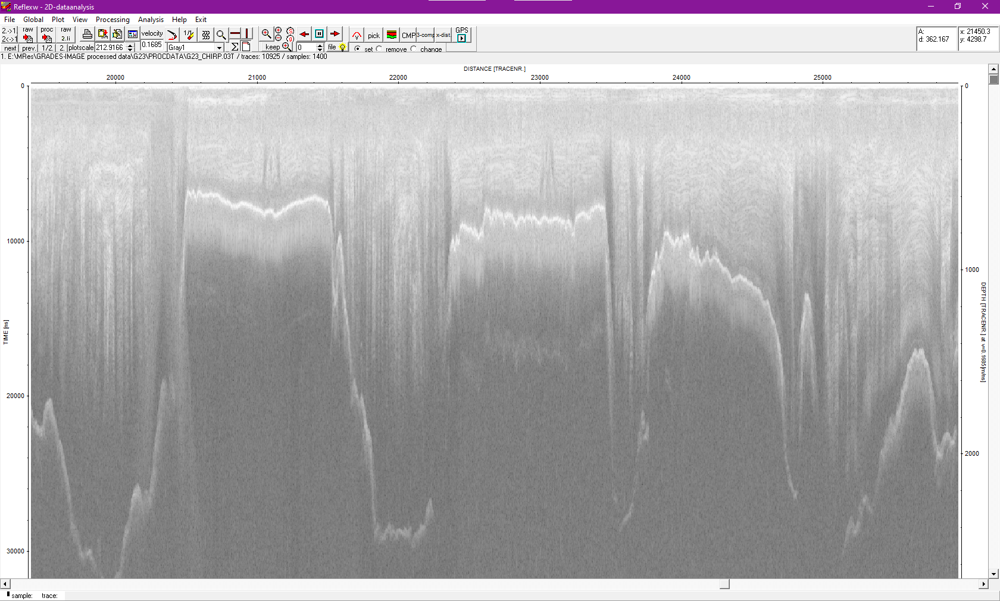 Reflexw - 2D-dataanalysis
File Global Plot View Processing Analysis Help Exit
2.->1. raw proc raw velocity GPS
2<->1 2.li 1/2 pick CMP 3-comp x-dist.
next prev. 1/2. 2. plotscale 212.9166 0.1685 Gray1 Σ keep 0 file set remove change
A:
d: 362.167
x: 21450.3
y: 4298.7
1. E:\MRes\GRADES-IMAGE processed data\G23\PROCDATA\G23_CHIRP.03T / traces: 10925 / samples: 1400
DISTANCE [TRACENR.]
20000 21000 22000 23000 24000 25000
0 0
10000
1000
TIME [ns]
DEPTH [TRACENR.] at v=0.1685[m/ns]
20000
2000
30000
sample: trace: